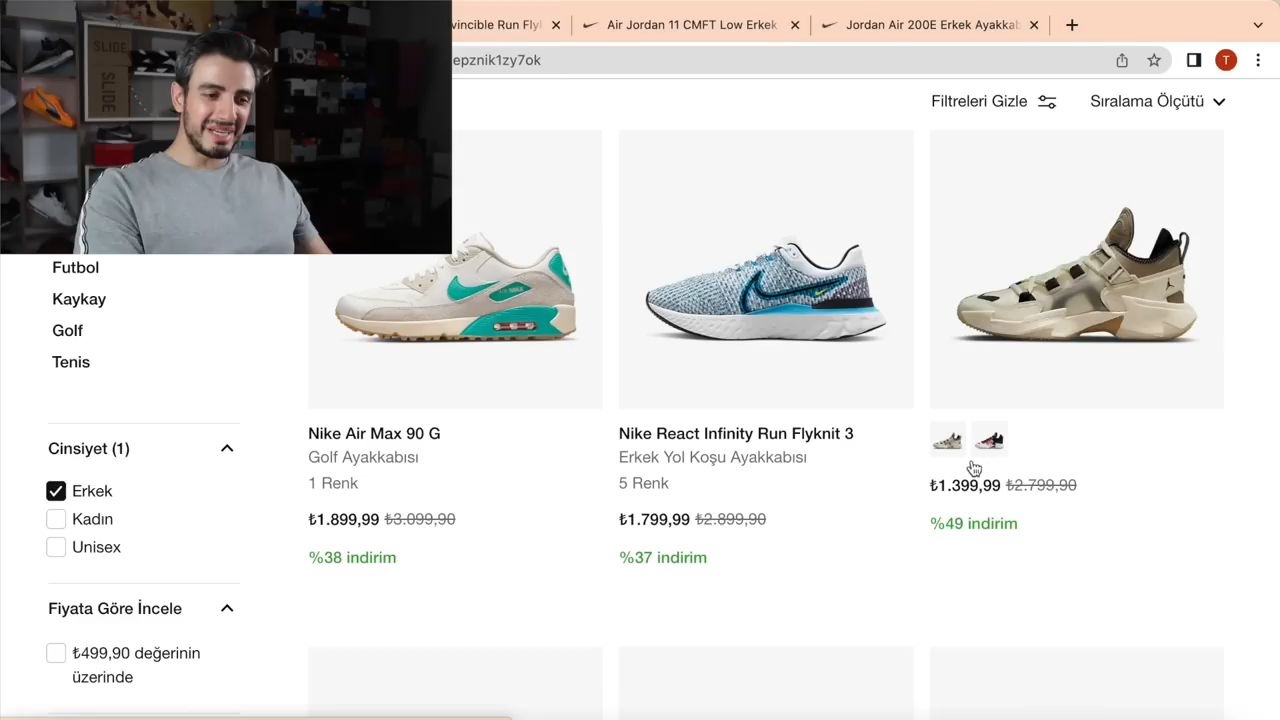 SLIDE
SLIDE
vincible Run Fly
Air Jordan 11 CMFT Low Erkek
Jordan Air 200E Erkek Ayakkab
epznik1zy7ok
T
Filtreleri Gizle
Sıralama Ölçütü
Futbol
Kaykay
Golf
Tenis
Cinsiyet (1)
Erkek
Kadın
Unisex
Fiyata Göre İncele
₺499,90 değerinin
üzerinde
Nike Air Max 90 G
Golf Ayakkabısı
1 Renk
₺1.899,99 ₺3.099,90
%38 indirim
Nike React Infinity Run Flyknit 3
Erkek Yol Koşu Ayakkabısı
5 Renk
₺1.799,99 ₺2.899,90
%37 indirim
₺1.399,99 ₺2.799,90
%49 indirim